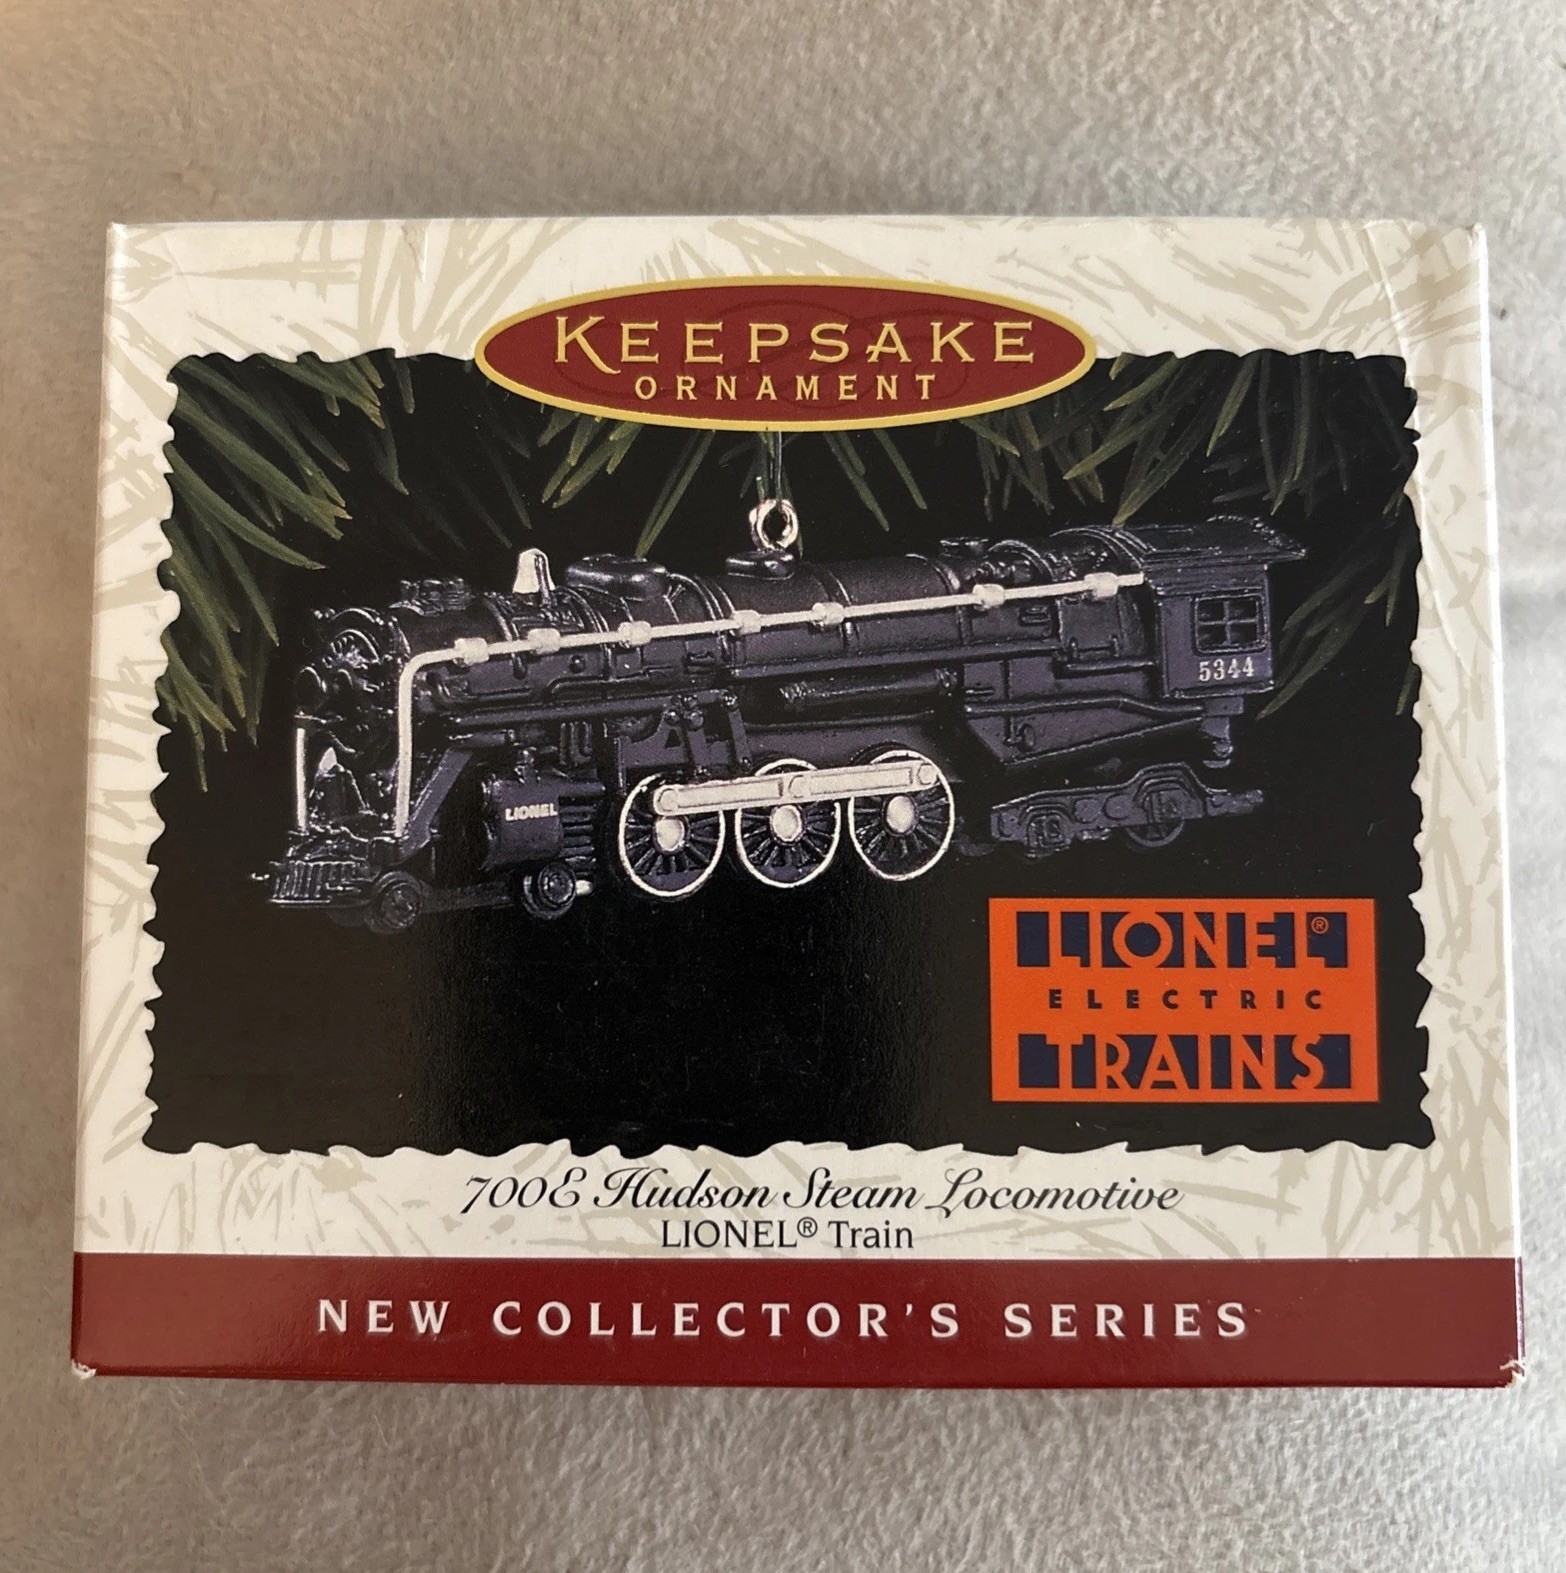 KEEPSAKE
ORNAMENT
5344
LIONEL
LIONEL®
ELECTRIC
TRAINS
700E Hudson Steam Locomotive
LIONEL® Train
NEW COLLECTOR'S SERIES